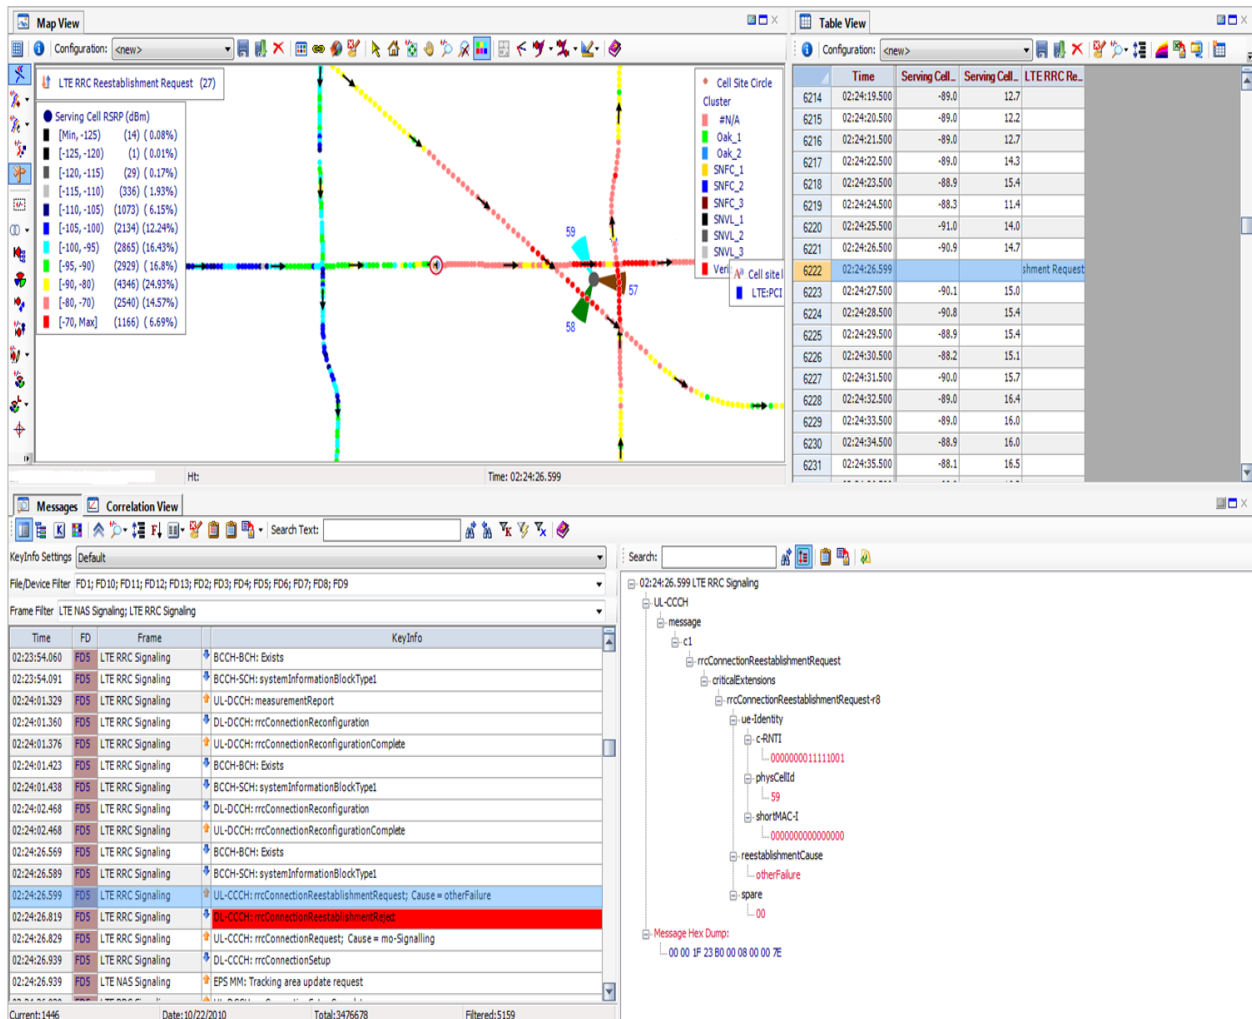 Map View
Configuration: <new>
LTE RRC Reestablishment Request (27)
Serving Cell RSRP (dBm)
[Min, -125) (14) ( 0.08%)
[-125, -120) (1) ( 0.01%)
[-120, -115) (29) ( 0.17%)
[-115, -110) (336) ( 1.93%)
[-110, -105) (1073) ( 6.15%)
[-105, -100) (2134) (12.24%)
[-100, -95) (2865) (16.43%)
[-95, -90) (2929) (16.8%)
[-90, -80) (4346) (24.93%)
[-80, -70) (2540) (14.57%)
[-70, Max] (1166) ( 6.69%)
59
57
58
Cell Site Circle
Cluster
#N/A
Oak_1
Oak_2
SNFC_1
SNFC_2
SNFC_3
SNVL_1
SNVL_2
SNVL_3
Cell site l
LTE:PCI
Ht: Time: 02:24:26.599
Table View
Configuration: <new>
Time Serving Cell... Serving Cell... LTE RRC Re...
6214 02:24:19.500 -89.0 12.7
6215 02:24:20.500 -89.0 12.2
6216 02:24:21.500 -89.0 12.7
6217 02:24:22.500 -89.0 14.3
6218 02:24:23.500 -88.9 15.4
6219 02:24:24.500 -88.3 11.4
6220 02:24:25.500 -91.0 14.0
6221 02:24:26.500 -90.9 14.7
6222 02:24:26.599 shment Request
6223 02:24:27.500 -90.1 15.0
6224 02:24:28.500 -90.8 15.4
6225 02:24:29.500 -88.9 15.4
6226 02:24:30.500 -88.2 15.1
6227 02:24:31.500 -90.0 15.7
6228 02:24:32.500 -89.0 16.4
6229 02:24:33.500 -89.0 16.0
6230 02:24:34.500 -88.9 16.0
6231 02:24:35.500 -88.1 16.5
Messages Correlation View
Search Text:
KeyInfo Settings Default
File/Device Filter FD1; FD10; FD11; FD12; FD13; FD2; FD3; FD4; FD5; FD6; FD7; FD8; FD9
Frame Filter LTE NAS Signaling; LTE RRC Signaling
Time FD Frame KeyInfo
02:23:54.060 FD5 LTE RRC Signaling BCCH-BCH: Exists
02:23:54.091 FD5 LTE RRC Signaling BCCH-SCH: systemInformationBlockType1
02:24:01.329 FD5 LTE RRC Signaling UL-DCCH: measurementReport
02:24:01.360 FD5 LTE RRC Signaling DL-DCCH: rrcConnectionReconfiguration
02:24:01.376 FD5 LTE RRC Signaling UL-DCCH: rrcConnectionReconfigurationComplete
02:24:01.423 FD5 LTE RRC Signaling BCCH-BCH: Exists
02:24:01.438 FD5 LTE RRC Signaling BCCH-SCH: systemInformationBlockType1
02:24:02.468 FD5 LTE RRC Signaling DL-DCCH: rrcConnectionReconfiguration
02:24:02.468 FD5 LTE RRC Signaling UL-DCCH: rrcConnectionReconfigurationComplete
02:24:26.569 FD5 LTE RRC Signaling BCCH-BCH: Exists
02:24:26.589 FD5 LTE RRC Signaling BCCH-SCH: systemInformationBlockType1
02:24:26.599 FD5 LTE RRC Signaling UL-CCCH: rrcConnectionReestablishmentRequest; Cause = otherFailure
02:24:26.819 FD5 LTE RRC Signaling DL-CCCH: rrcConnectionReestablishmentReject
02:24:26.829 FD5 LTE RRC Signaling UL-CCCH: rrcConnectionRequest; Cause = mo-Signalling
02:24:26.939 FD5 LTE RRC Signaling DL-CCCH: rrcConnectionSetup
02:24:26.939 FD5 LTE NAS Signaling EPS MM: Tracking area update request
Current:1446 Date:10/22/2010 Total:3476678 Filtered:5159
Search:
02:24:26.599 LTE RRC Signaling
UL-CCCH
message
c1
rrcConnectionReestablishmentRequest
criticalExtensions
rrcConnectionReestablishmentRequest-r8
ue-Identity
c-RNTI
0000000011111001
physCellId
59
shortMAC-I
0000000000000000
reestablishmentCause
otherFailure
spare
00
Message Hex Dump:
00 00 1F 23 B0 00 08 00 00 7E